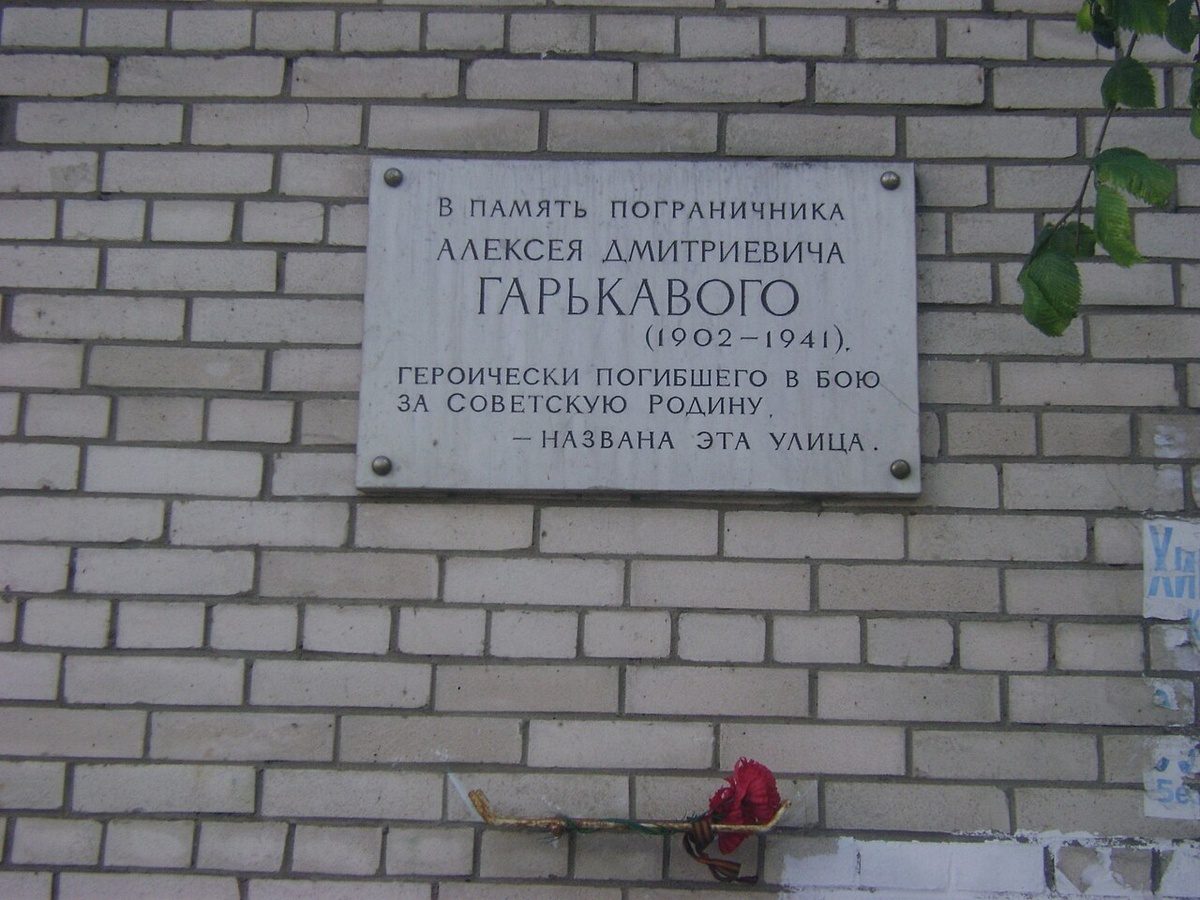 В ПАМЯТЬ ПОГРАНИЧНИКА
АЛЕКСЕЯ ДМИТРИЕВИЧА
ГАРЬКАВОГО
(1902–1941).
ГЕРОИЧЕСКИ ПОГИБШЕГО В БОЮ
ЗА СОВЕТСКУЮ РОДИНУ,
– НАЗВАНА ЭТА УЛИЦА.